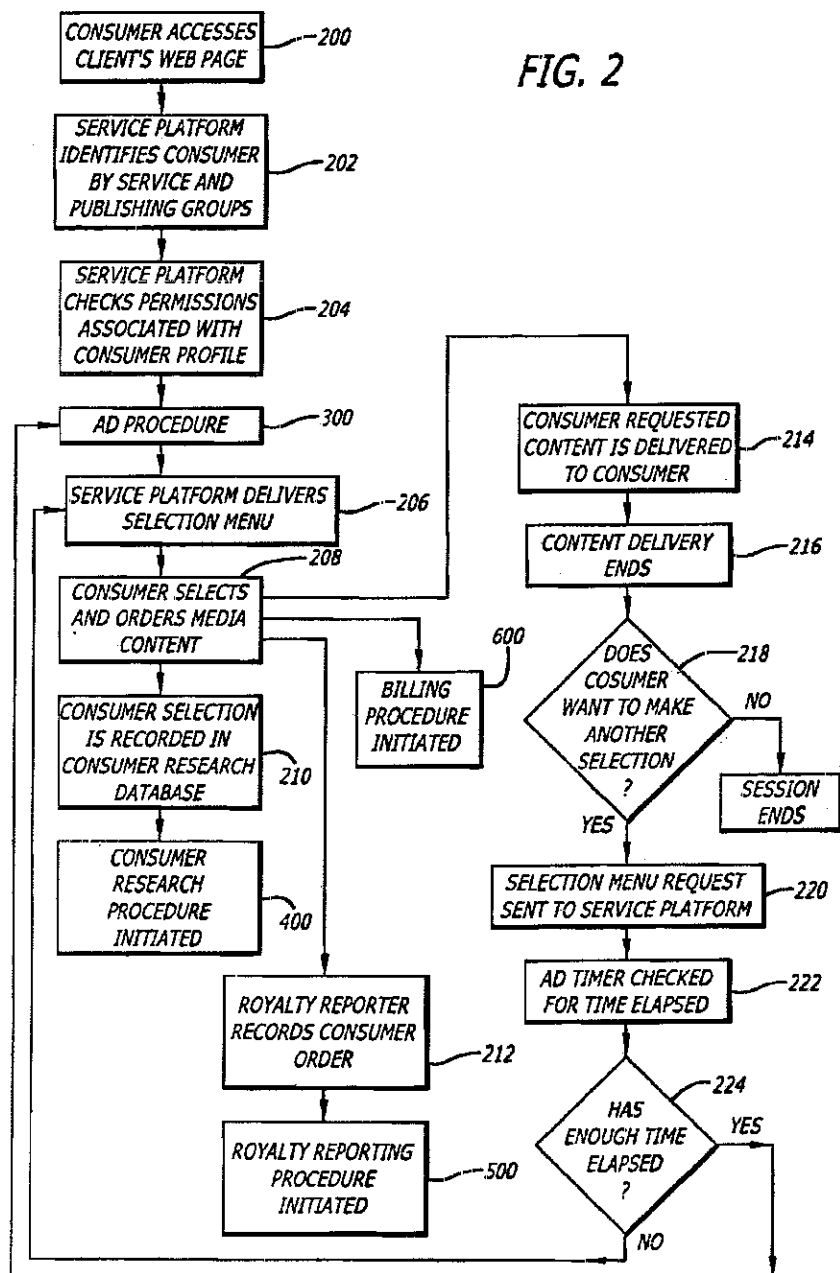 FIG. 2
CONSUMER ACCESSES
CLIENT'S WEB PAGE
200
SERVICE PLATFORM
IDENTIFIES CONSUMER
BY SERVICE AND
PUBLISHING GROUPS
202
SERVICE PLATFORM
CHECKS PERMISSIONS
ASSOCIATED WITH
CONSUMER PROFILE
204
AD PROCEDURE
300
SERVICE PLATFORM DELIVERS
SELECTION MENU
206
208
CONSUMER SELECTS
AND ORDERS MEDIA
CONTENT
CONSUMER SELECTION
IS RECORDED IN
CONSUMER RESEARCH
DATABASE
210
CONSUMER
RESEARCH
PROCEDURE
INITIATED
400
600
BILLING
PROCEDURE
INITIATED
ROYALTY REPORTER
RECORDS CONSUMER
ORDER
212
ROYALTY REPORTING
PROCEDURE
INITIATED
500
CONSUMER REQUESTED
CONTENT IS DELIVERED
TO CONSUMER
214
CONTENT DELIVERY
ENDS
216
DOES
COSUMER
WANT TO MAKE
ANOTHER
SELECTION
?
218
NO
SESSION
ENDS
YES
SELECTION MENU REQUEST
SENT TO SERVICE PLATFORM
220
AD TIMER CHECKED
FOR TIME ELAPSED
222
224
HAS
ENOUGH TIME
ELAPSED
?
YES
NO